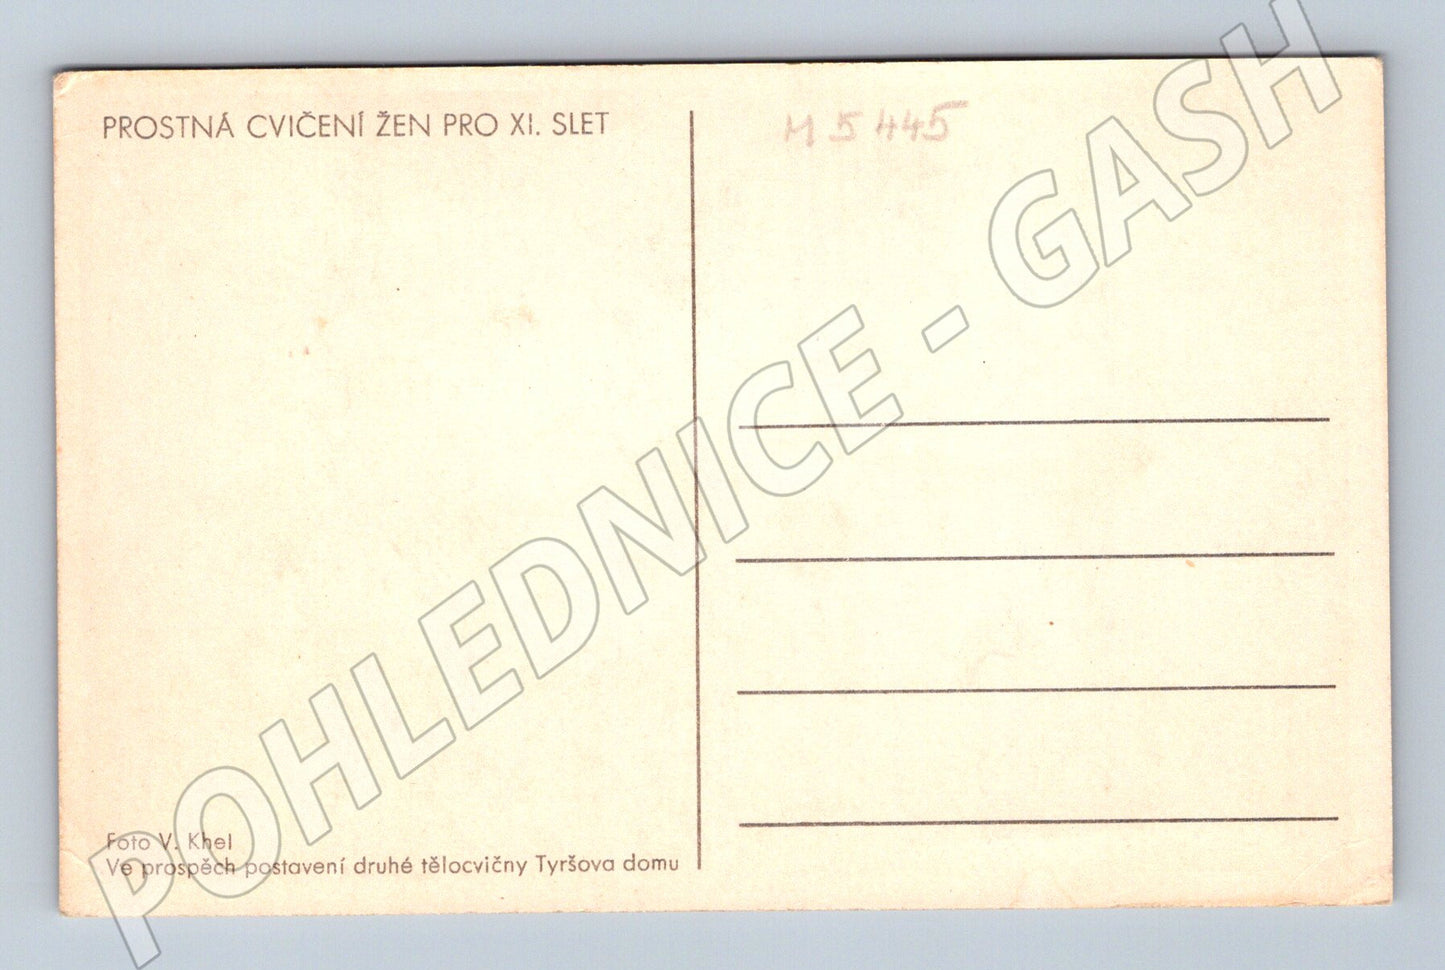 PROSTNÁ CVIČENÍ ŽEN PRO XI. SLET
M 5445
POHLEDNICE - GASH
Foto V. Khel
Ve prospěch postavení druhé tělocvičny Tyršova domu